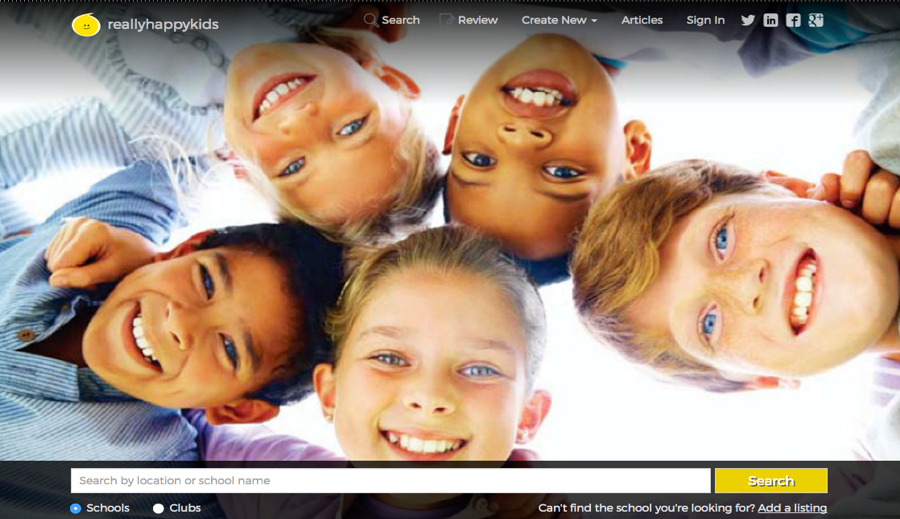 reallyhappykids
Search Review Create New Articles Sign In
Search by location or school name
Search
Schools Clubs
Can't find the school you're looking for? Add a listing